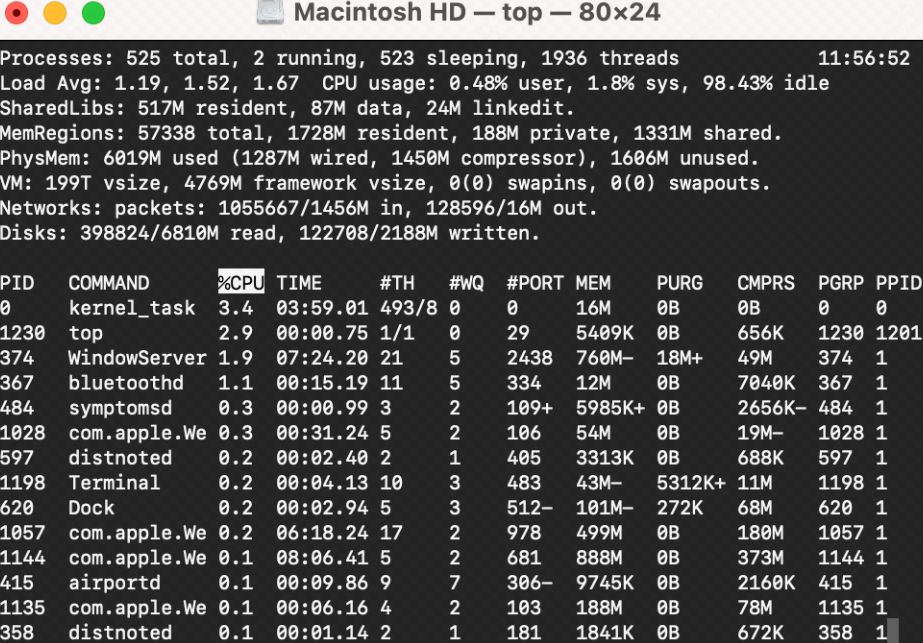 Macintosh HD — top — 80×24
Processes: 525 total, 2 running, 523 sleeping, 1936 threads 11:56:52
Load Avg: 1.19, 1.52, 1.67 CPU usage: 0.48% user, 1.8% sys, 98.43% idle
SharedLibs: 517M resident, 87M data, 24M linkedit.
MemRegions: 57338 total, 1728M resident, 188M private, 1331M shared.
PhysMem: 6019M used (1287M wired, 1450M compressor), 1606M unused.
VM: 199T vsize, 4769M framework vsize, 0(0) swapins, 0(0) swapouts.
Networks: packets: 1055667/1456M in, 128596/16M out.
Disks: 398824/6810M read, 122708/2188M written.
PID COMMAND %CPU TIME #TH #WQ #PORT MEM PURG CMPRS PGRP PPID
0 kernel_task 3.4 03:59.01 493/8 0 0 16M 0B 0B 0 0
1230 top 2.9 00:00.75 1/1 0 29 5409K 0B 656K 1230 1201
374 WindowServer 1.9 07:24.20 21 5 2438 760M- 18M+ 49M 374 1
367 bluetoothd 1.1 00:15.19 11 5 334 12M 0B 7040K 367 1
484 symptomsd 0.3 00:00.99 3 2 109+ 5985K+ 0B 2656K- 484 1
1028 com.apple.We 0.3 00:31.24 5 2 106 54M 0B 19M- 1028 1
597 distnoted 0.2 00:02.40 2 1 405 3313K 0B 688K 597 1
1198 Terminal 0.2 00:04.13 10 3 483 43M- 5312K+ 11M 1198 1
620 Dock 0.2 00:02.94 5 3 512- 101M- 272K 68M 620 1
1057 com.apple.We 0.2 06:18.24 17 2 978 499M 0B 180M 1057 1
1144 com.apple.We 0.1 08:06.41 5 2 681 888M 0B 373M 1144 1
415 airportd 0.1 00:09.86 9 7 306- 9745K 0B 2160K 415 1
1135 com.apple.We 0.1 00:06.16 4 2 103 188M 0B 78M 1135 1
358 distnoted 0.1 00:01.14 2 1 181 1841K 0B 672K 358 1